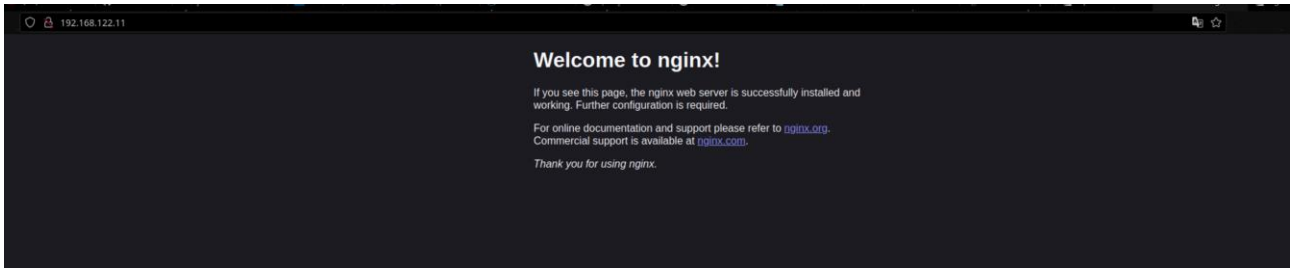 192.168.122.11
Welcome to nginx!
If you see this page, the nginx web server is successfully installed and
working. Further configuration is required.
For online documentation and support please refer to nginx.org.
Commercial support is available at nginx.com.
Thank you for using nginx.